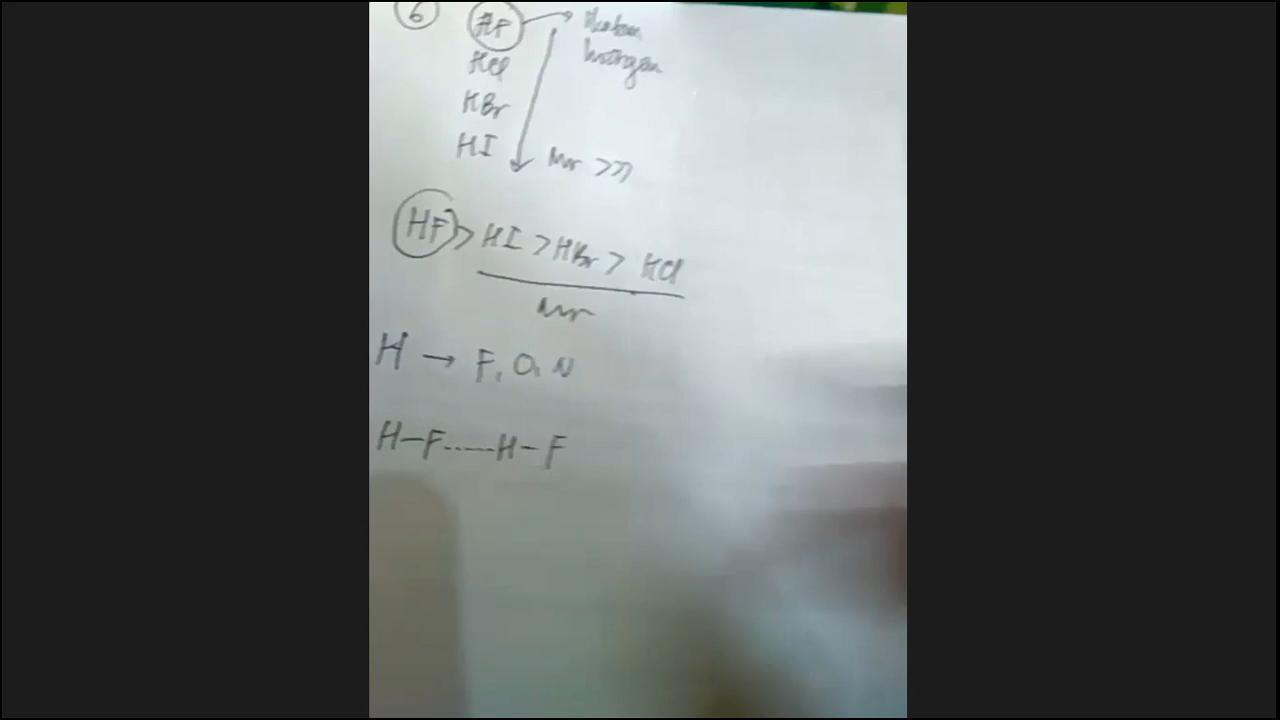 6 HF → Ikatan
hidrogen
HCl
HBr
HI Mr >>>
HF > HI > HBr > HCl
Mr
H → F, O, N
H-F......H-F